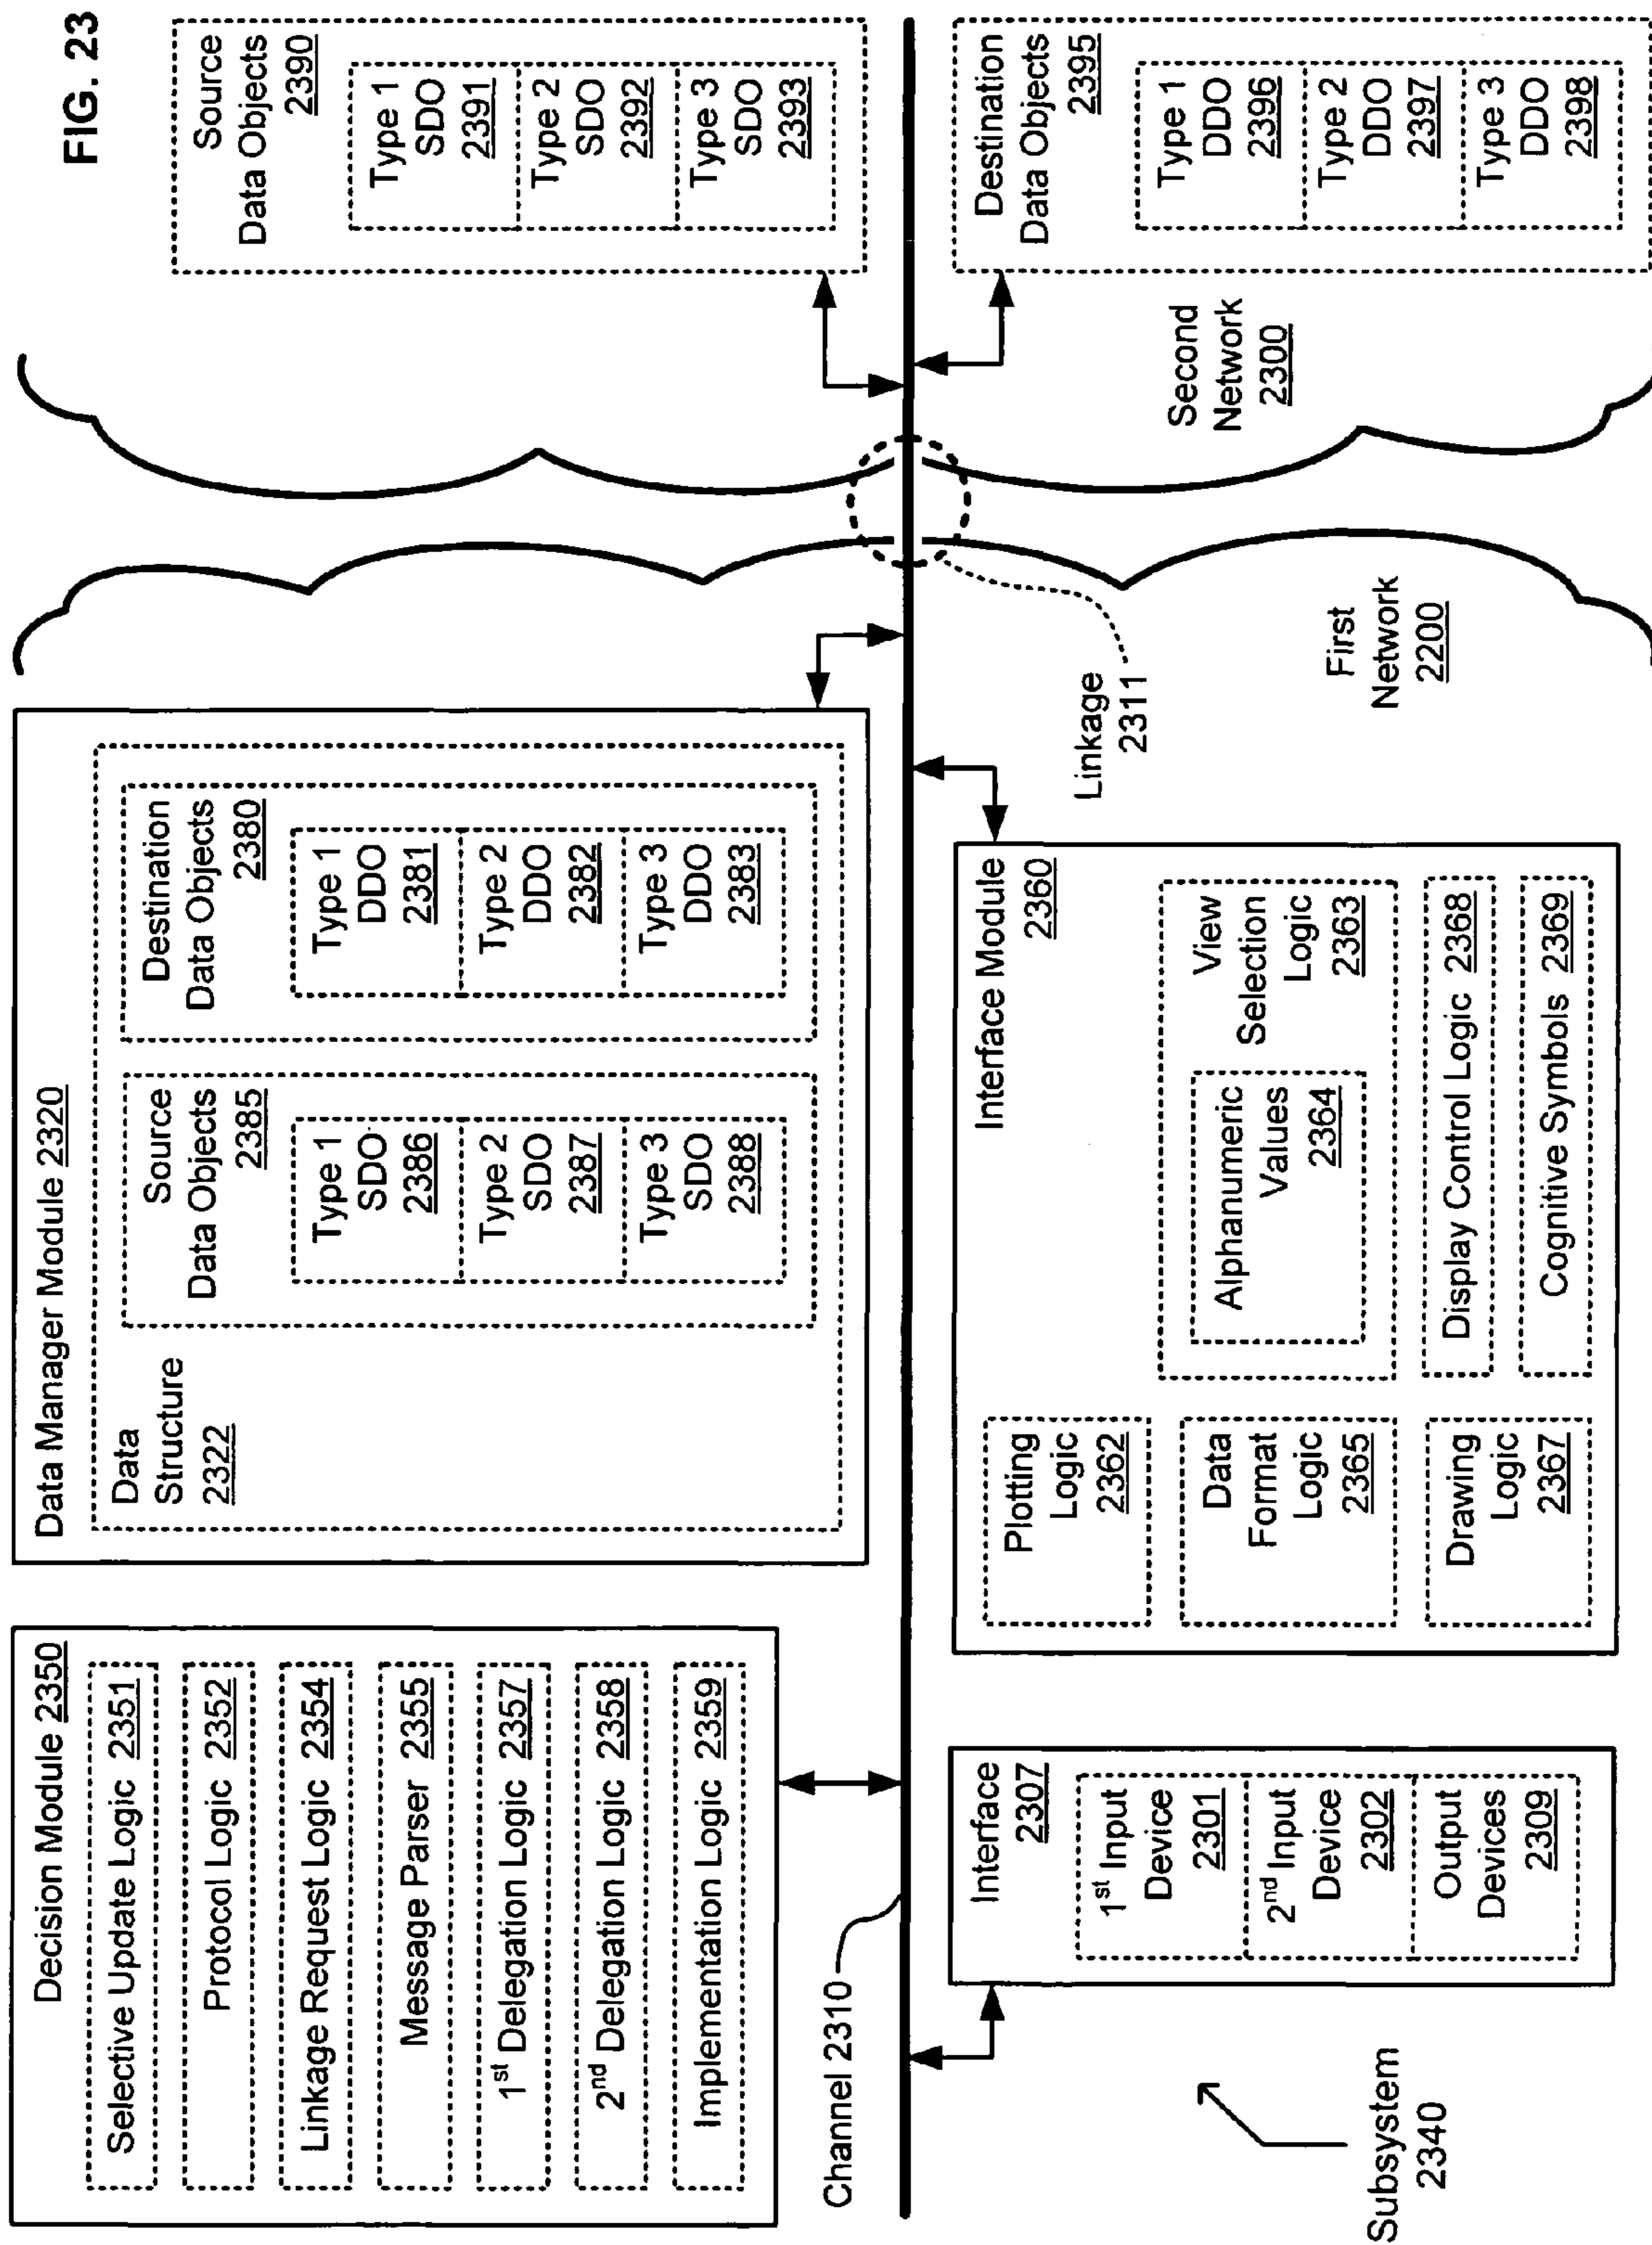 FIG. 23
Decision Module 2350
Selective Update Logic 2351
Protocol Logic 2352
Linkage Request Logic 2354
Message Parser 2355
1st Delegation Logic 2357
2nd Delegation Logic 2358
Implementation Logic 2359
Data Manager Module 2320
Data
Structure
2322
Source
Data Objects
2385
Type 1
SDO
2386
Type 2
SDO
2387
Type 3
SDO
2388
Destination
Data Objects
2380
Type 1
DDO
2381
Type 2
DDO
2382
Type 3
DDO
2383
Source
Data Objects
2390
Type 1
SDO
2391
Type 2
SDO
2392
Type 3
SDO
2393
Channel 2310
Interface
2307
1st Input
Device
2301
2nd Input
Device
2302
Output
Devices
2309
Subsystem
2340
Interface Module
2360
Plotting
Logic
2362
Data
Format
Logic
2365
Drawing
Logic
2367
View
Selection
Logic
2363
Alphanumeric
Values
2364
Display Control Logic 2368
Cognitive Symbols 2369
Linkage
2311
First
Network
2200
Second
Network
2300
Destination
Data Objects
2395
Type 1
DDO
2396
Type 2
DDO
2397
Type 3
DDO
2398